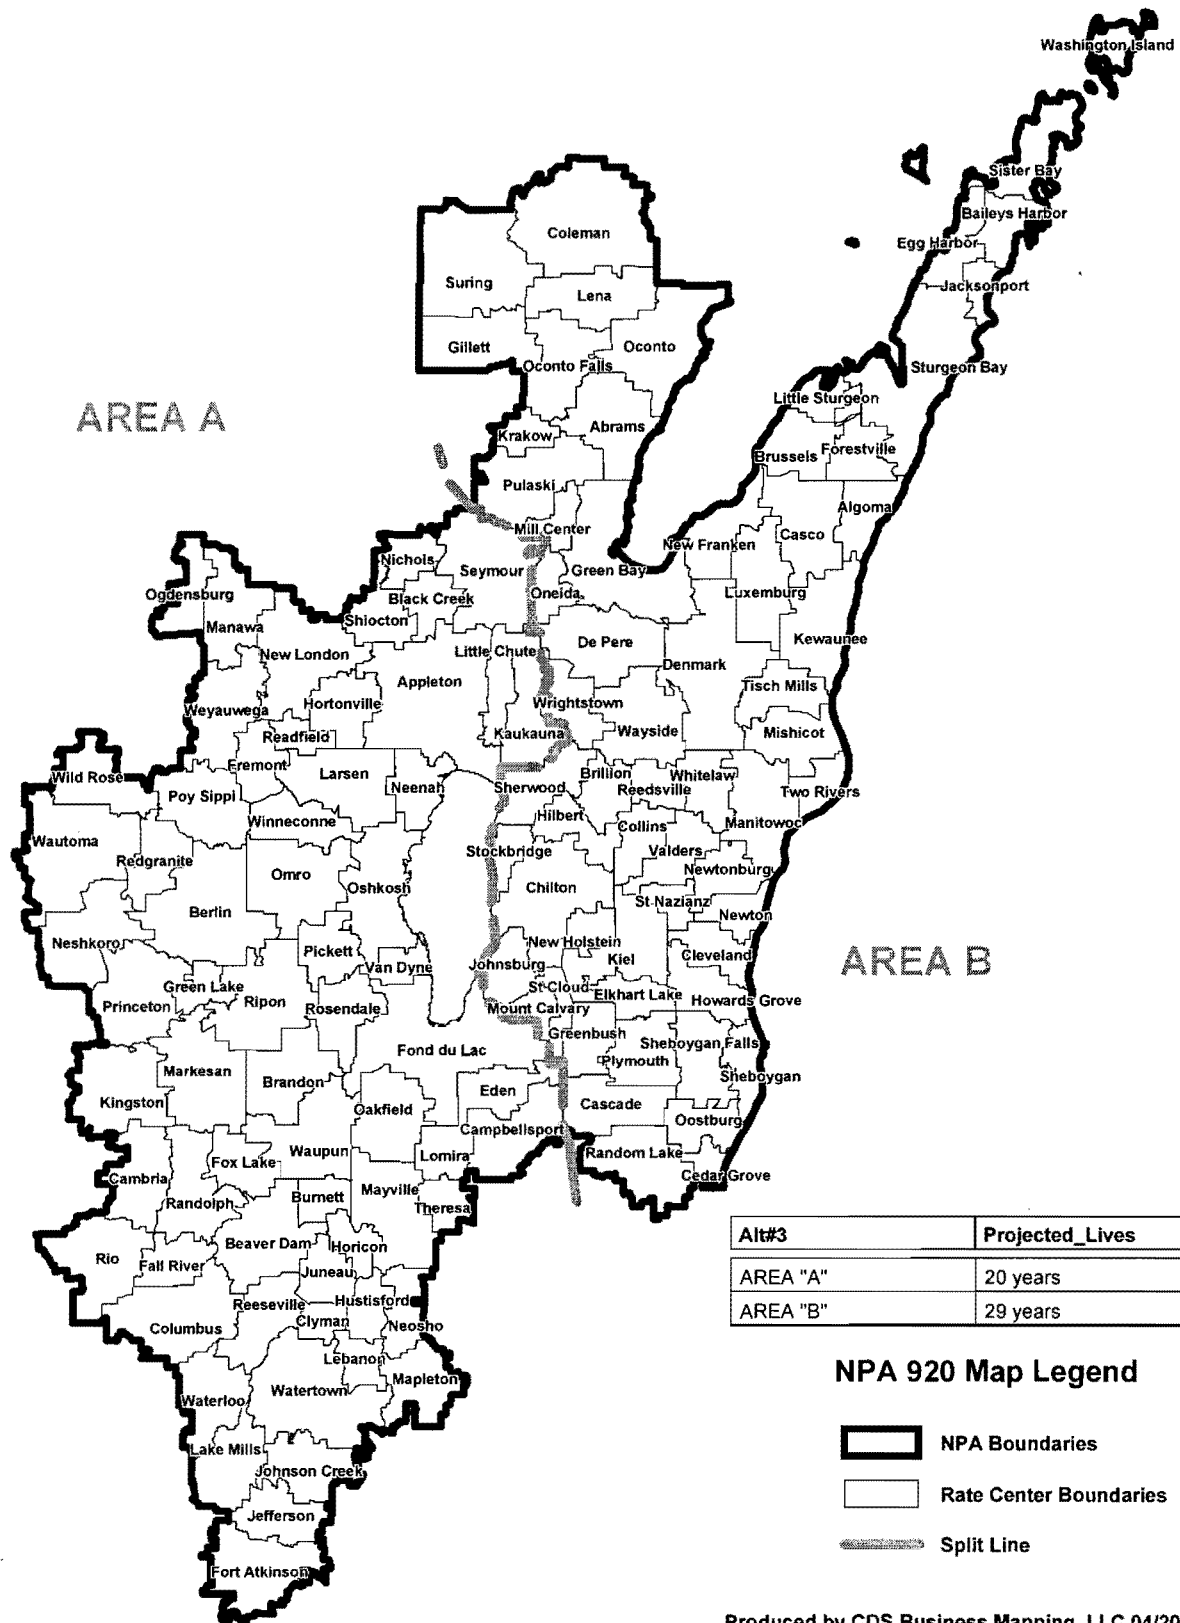 Washington Island
Sister Bay
Baileys Harbor
Egg Harbor
Coleman
Suring
Jacksonport
Lena
Gillett
Oconto
Oconto Falls
Sturgeon Bay
AREA A
Little Sturgeon
Abrams
Krakow
Forestville
Brussels
Pulaski
Algoma
Mill Center
Casco
New Franken
Nichols
Seymour
Green Bay
Ogdensburg
Black Creek
Oneida
Luxemburg
Shiocton
Manawa
Kewaunee
De Pere
New London
Little Chute
Denmark
Appleton
Tisch Mills
Hortonville
Wrightstown
Weyauwega
Kaukauna
Wayside
Mishicot
Readfield
Fremont
Larsen
Brillion
Whitelaw
Wild Rose
Neenah
Sherwood
Reedsville
Two Rivers
Poy Sippi
Hilbert
Winneconne
Collins
Manitowoc
Wautoma
Stockbridge
Valders
Redgranite
Newtonburg
Omro
Oshkosh
Chilton
St Nazianz
Berlin
Newton
Neshkoro
Pickett
New Holstein
Cleveland
Kiel
AREA B
Van Dyne
Johnsburg
Green Lake
St Cloud
Elkhart Lake
Howards Grove
Princeton
Ripon
Rosendale
Mount Calvary
Greenbush
Sheboygan Falls
Fond du Lac
Plymouth
Markesan
Brandon
Eden
Sheboygan
Kingston
Oakfield
Cascade
Oostburg
Campbellsport
Waupun
Lomira
Random Lake
Fox Lake
Cambria
Cedar Grove
Mayville
Burnett
Randolph
Theresa
Beaver Dam
Horicon
Rio
Fall River
Juneau
Reeseville
Hustisford
Columbus
Clyman
Neosho
Lebanon
Watertown
Mapleton
Waterloo
Lake Mills
Johnson Creek
Jefferson
Fort Atkinson
Alt#3 Projected_Lives
AREA "A" 20 years
AREA "B" 29 years
NPA 920 Map Legend
NPA Boundaries
Rate Center Boundaries
Split Line